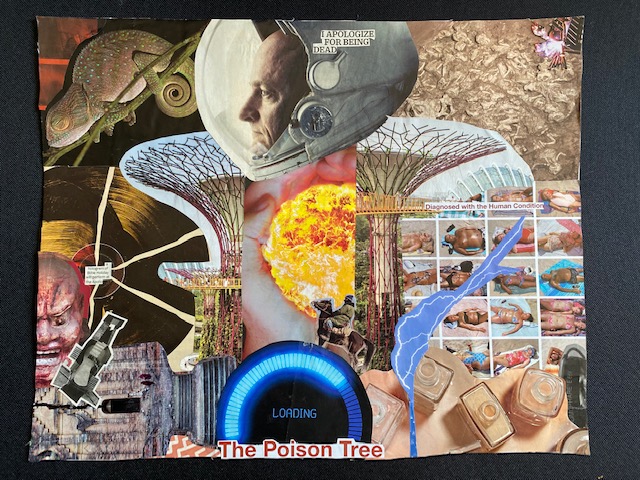 I APOLOGIZE
FOR BEING
DEAD
Diagnosed with the Human Condition
LOADING
The Poison Tree